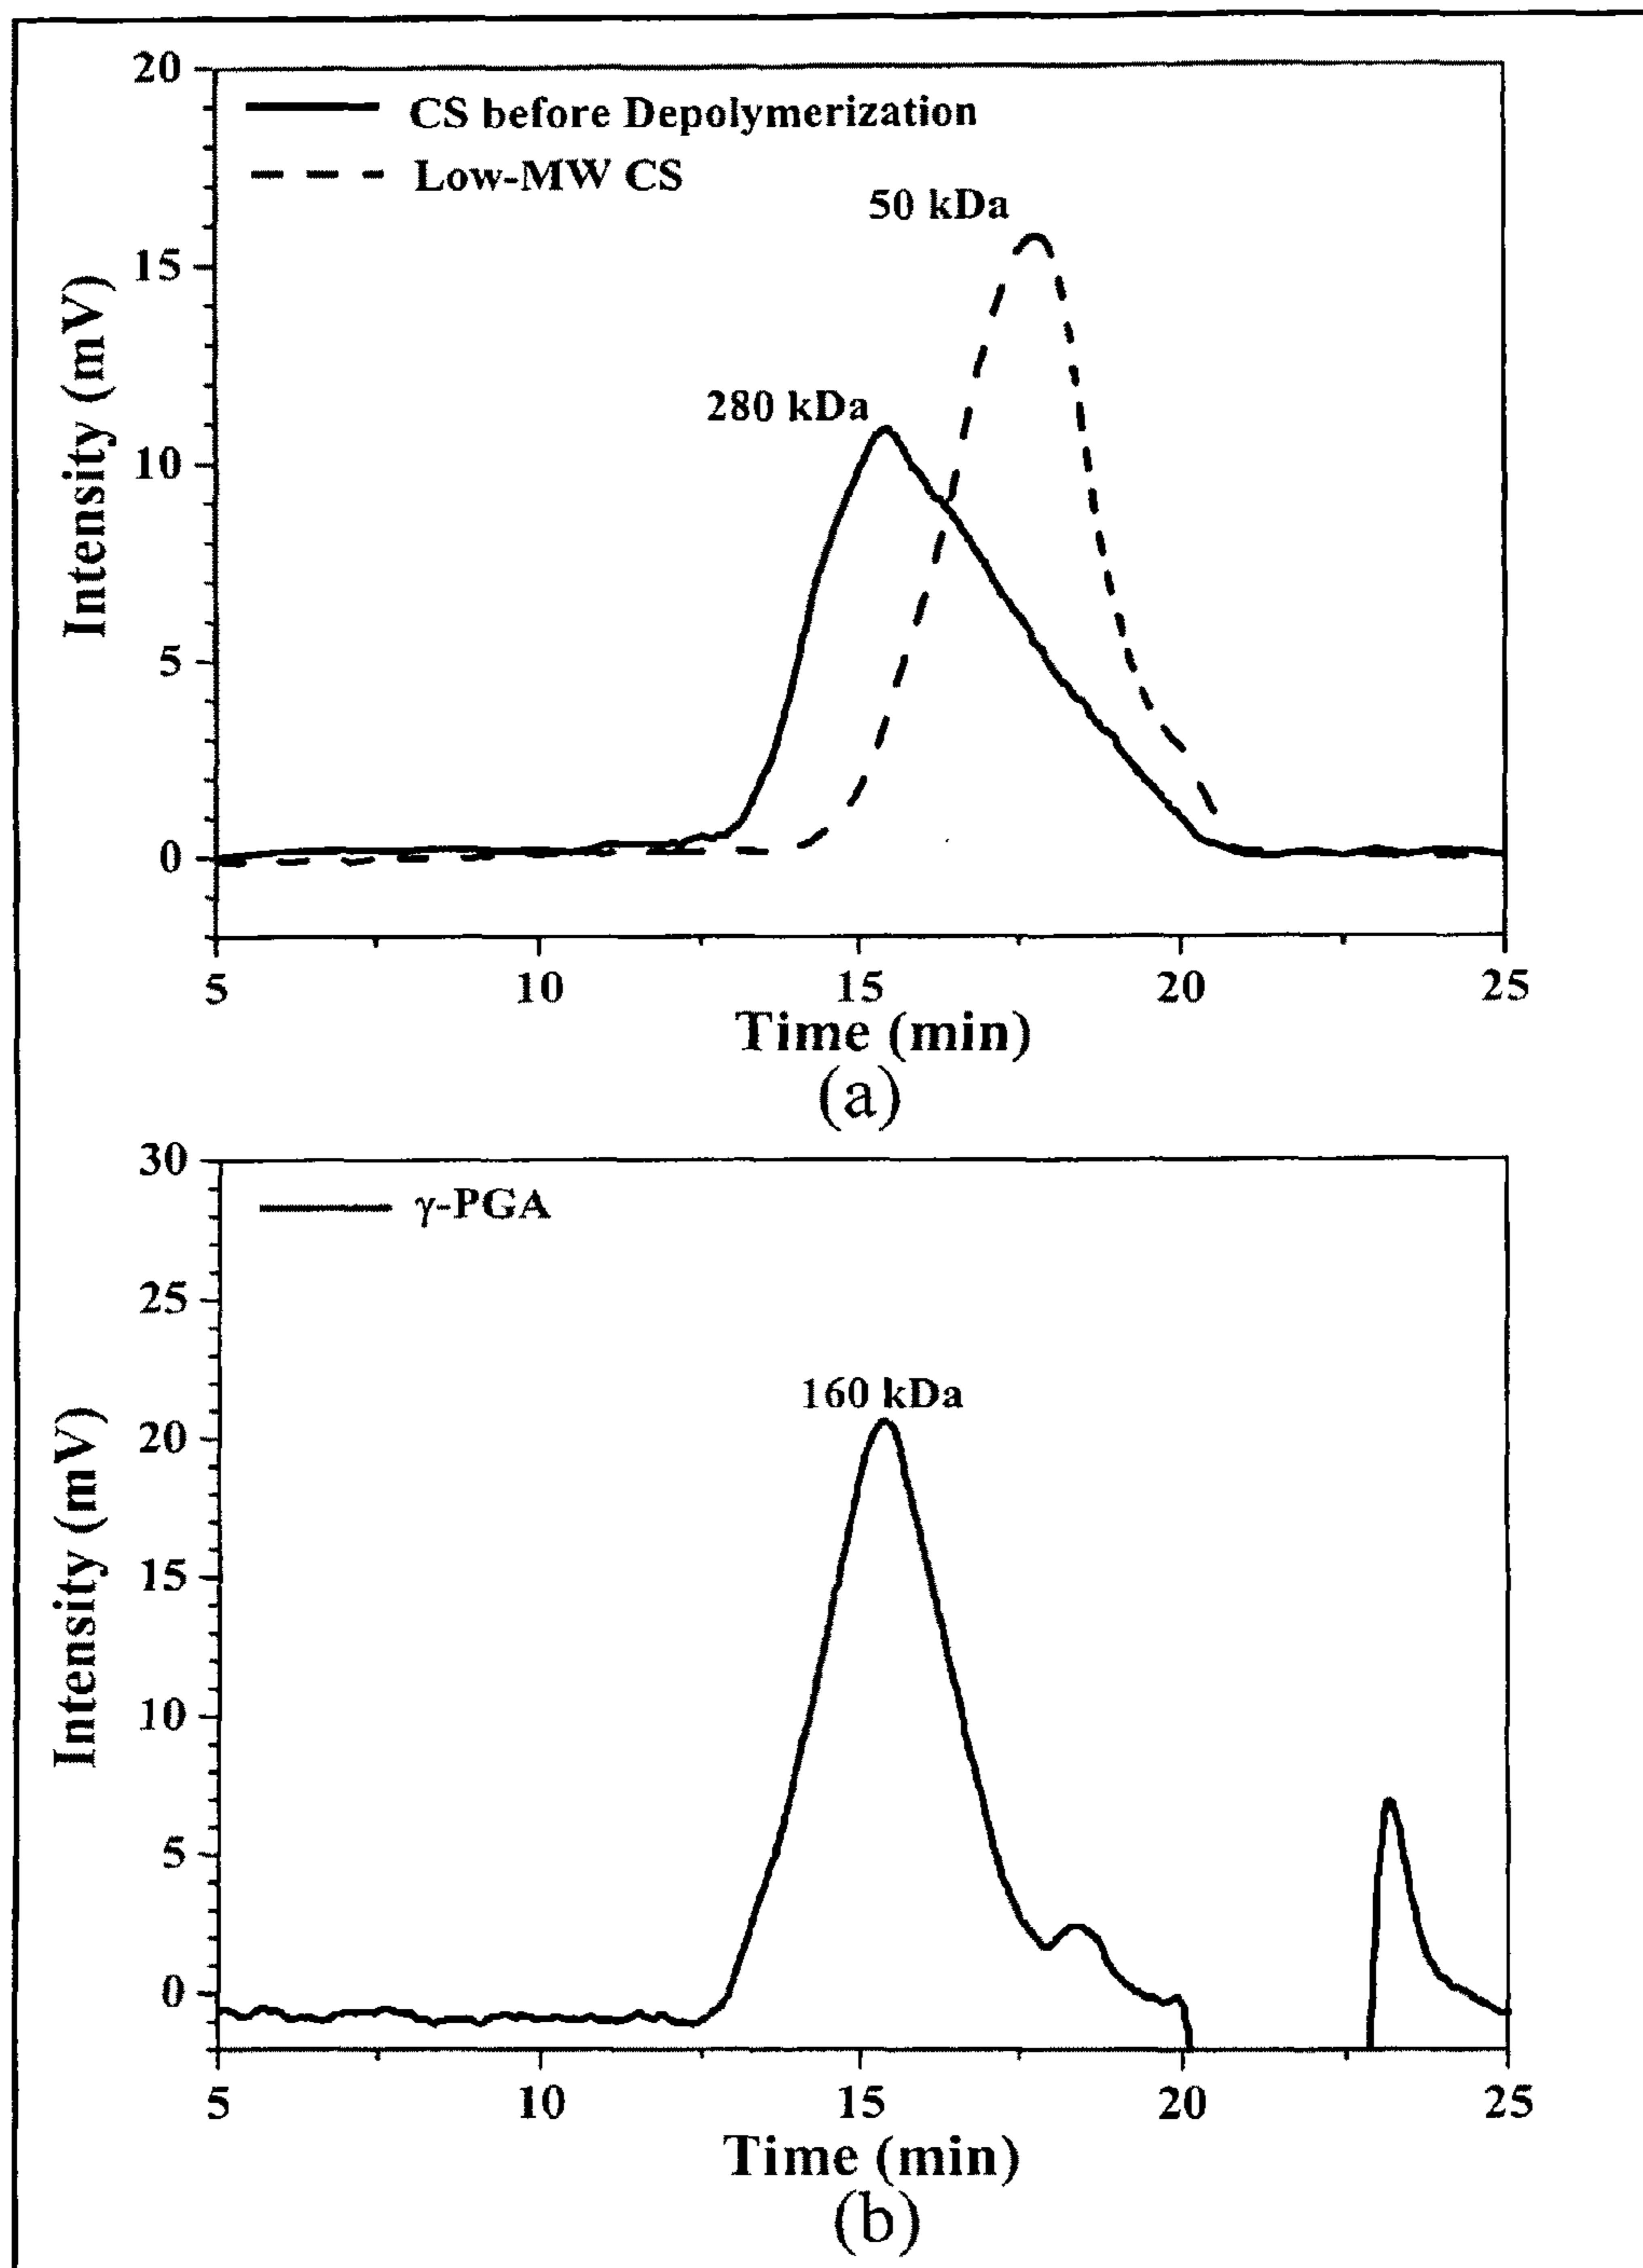 20
CS before Depolymerization
Low-MW CS
50 kDa
15
280 kDa
10
5
0
Intensity (mV)
5 10 15 20 25
Time (min)
(a)
30
γ-PGA
25
160 kDa
20
15
10
5
0
Intensity (mV)
5 10 15 20 25
Time (min)
(b)